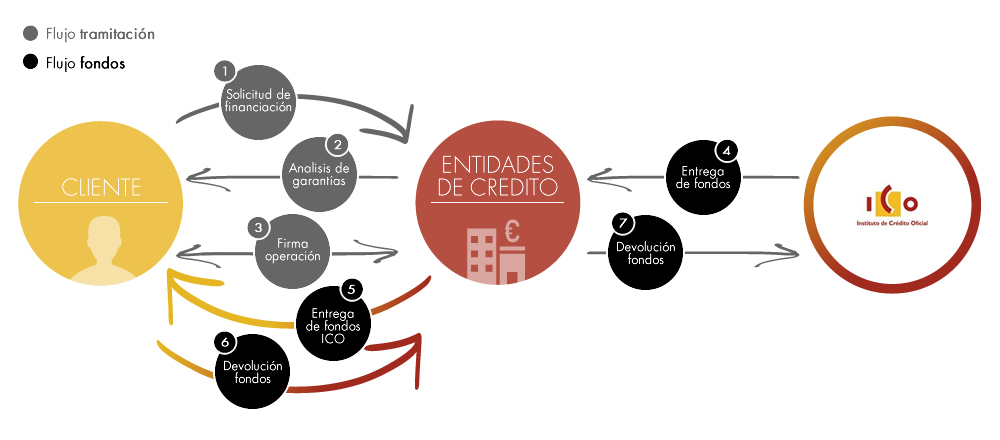 Flujo tramitación
Flujo fondos
1
Solicitud de
financiación
2
Analisis de
garantías
3
Firma
operación
CLIENTE
ENTIDADES
DE CREDITO
€
4
Entrega
de fondos
7
Devolución
fondos
ICO
Instituto de Crédito Oficial
5
Entrega
de fondos
ICO
6
Devolución
fondos